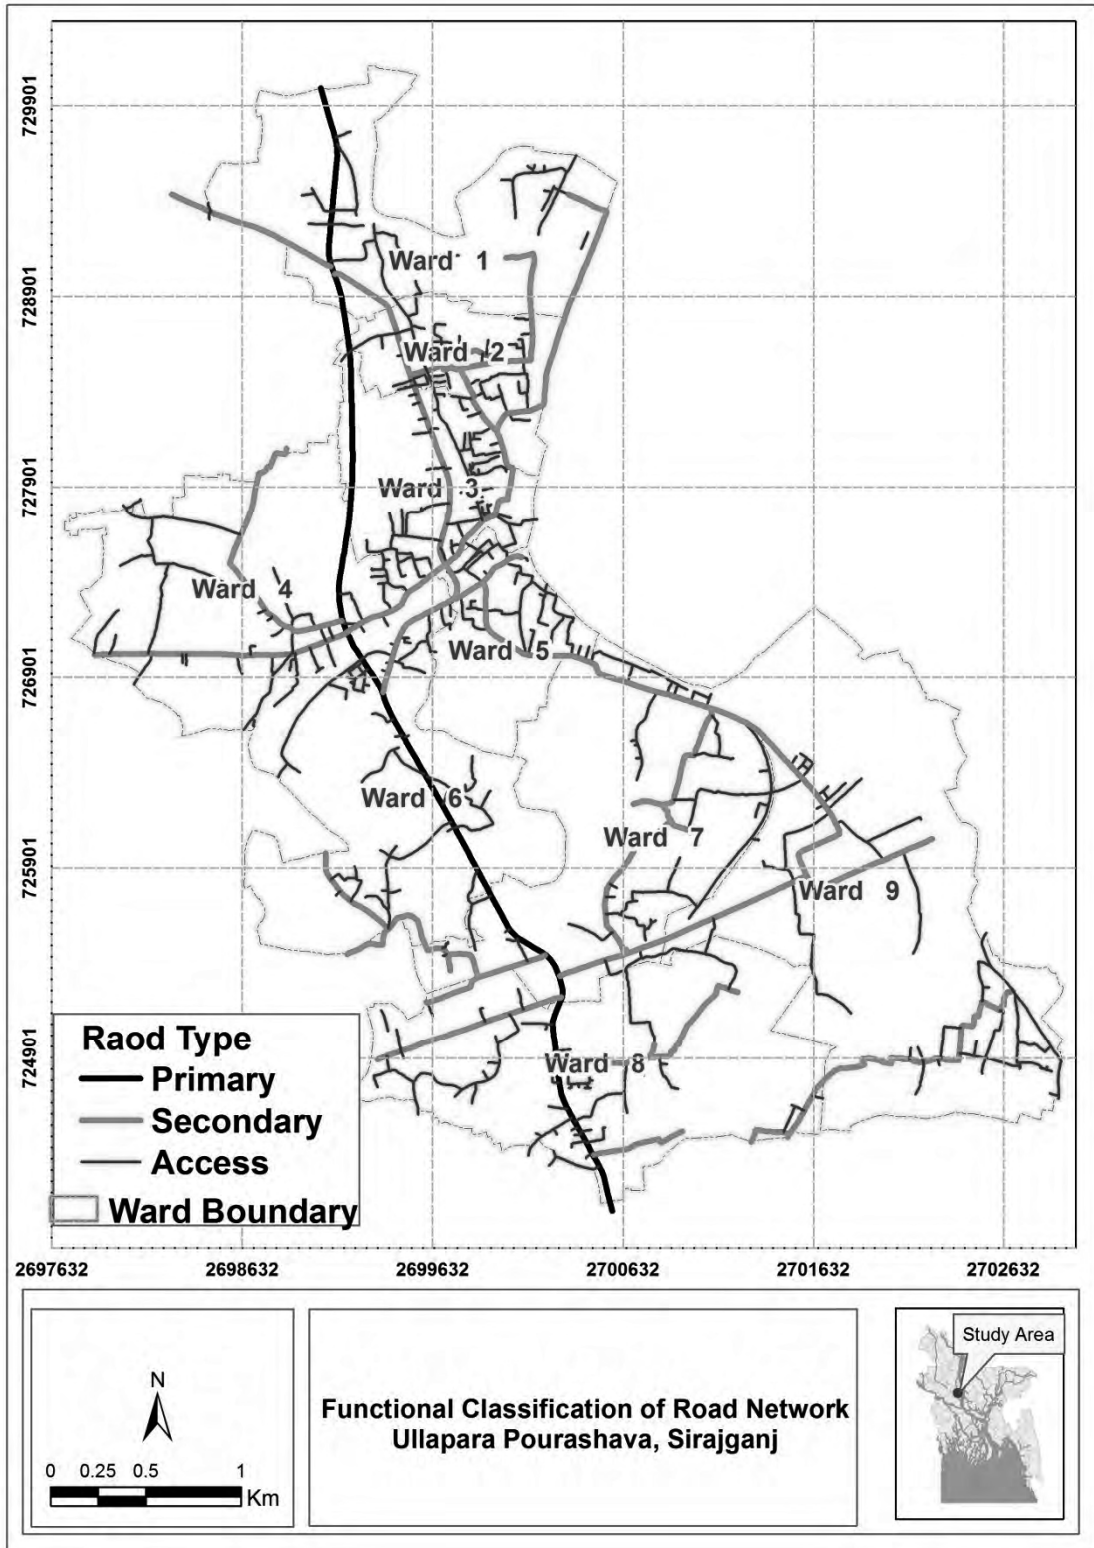 729901
728901
727901
726901
725901
724901
Ward 1
Ward 2
Ward 3
Ward 4
Ward 5
Ward 6
Ward 7
Ward 9
Ward 8
Raod Type
Primary
Secondary
Access
Ward Boundary
2697632 2698632 2699632 2700632 2701632 2702632
N
0 0.25 0.5 1
Km
Functional Classification of Road Network
Ullapara Pourashava, Sirajganj
Study Area